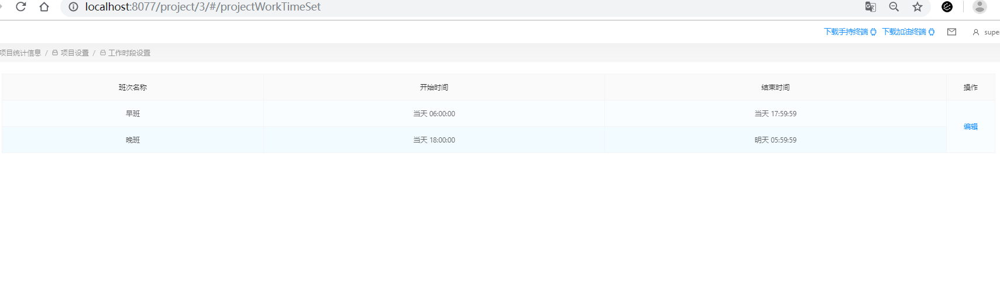 localhost:8077/project/3/#/projectWorkTimeSet
下载手持终端 下载加油终端 super
项目统计信息 / 项目设置 / 工作时段设置
班次名称 开始时间 结束时间 操作
早班 当天 06:00:00 当天 17:59:59
编辑
晚班 当天 18:00:00 明天 05:59:59